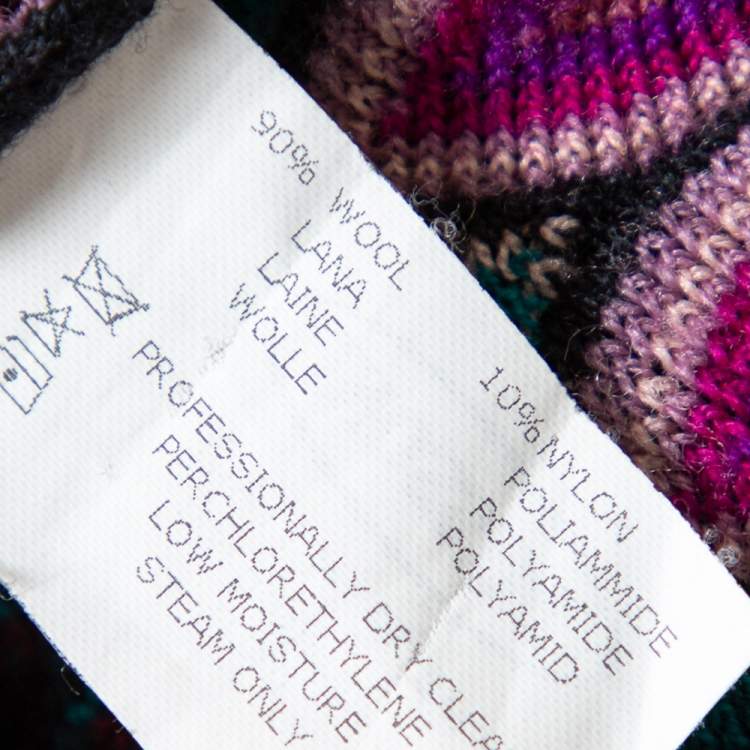 90% WOOL
LANA
LAINE
WOLLE
10% NYLON
POLIAMMIDE
POLYAMIDE
POLYAMID
PROFESSIONALLY DRY CLEA
PERCHLORETHYLENE
LOW MOISTURE
STEAM ONLY